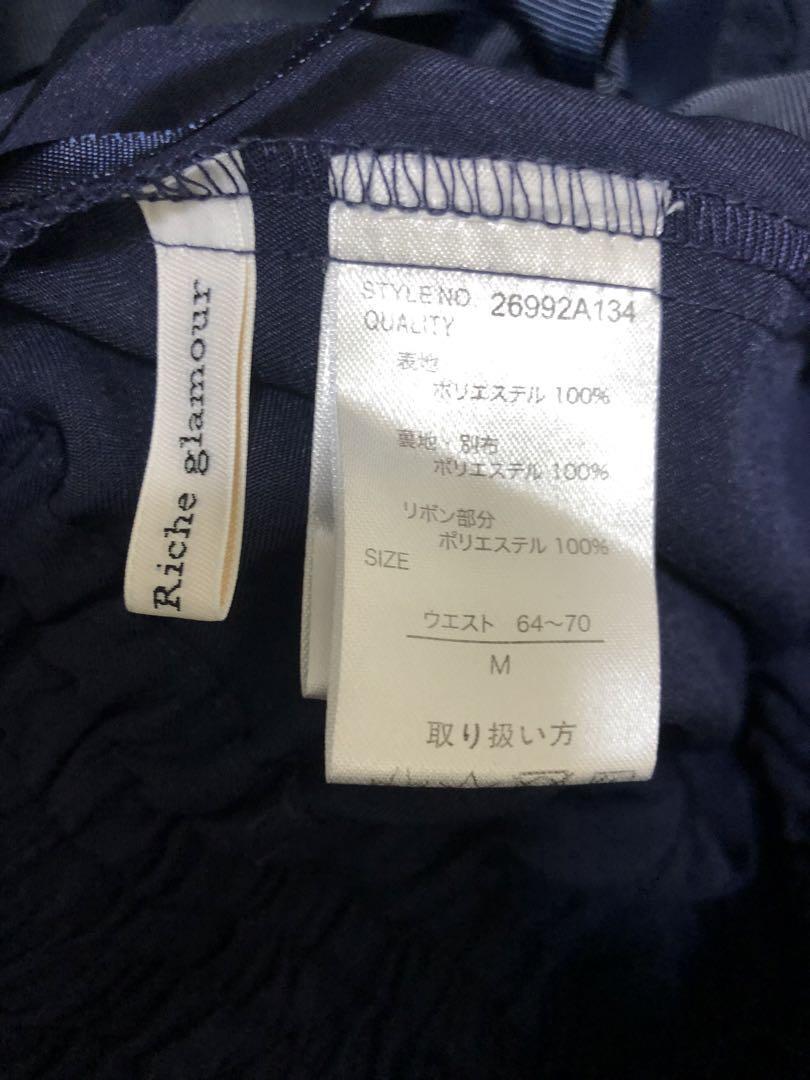 Riche glamour
STYLE NO. 26992A134
QUALITY
表地
ポリエステル 100%
裏地・別布
ポリエステル 100%
リボン部分
ポリエステル 100%
SIZE
ウエスト 64～70
M
取り扱い方